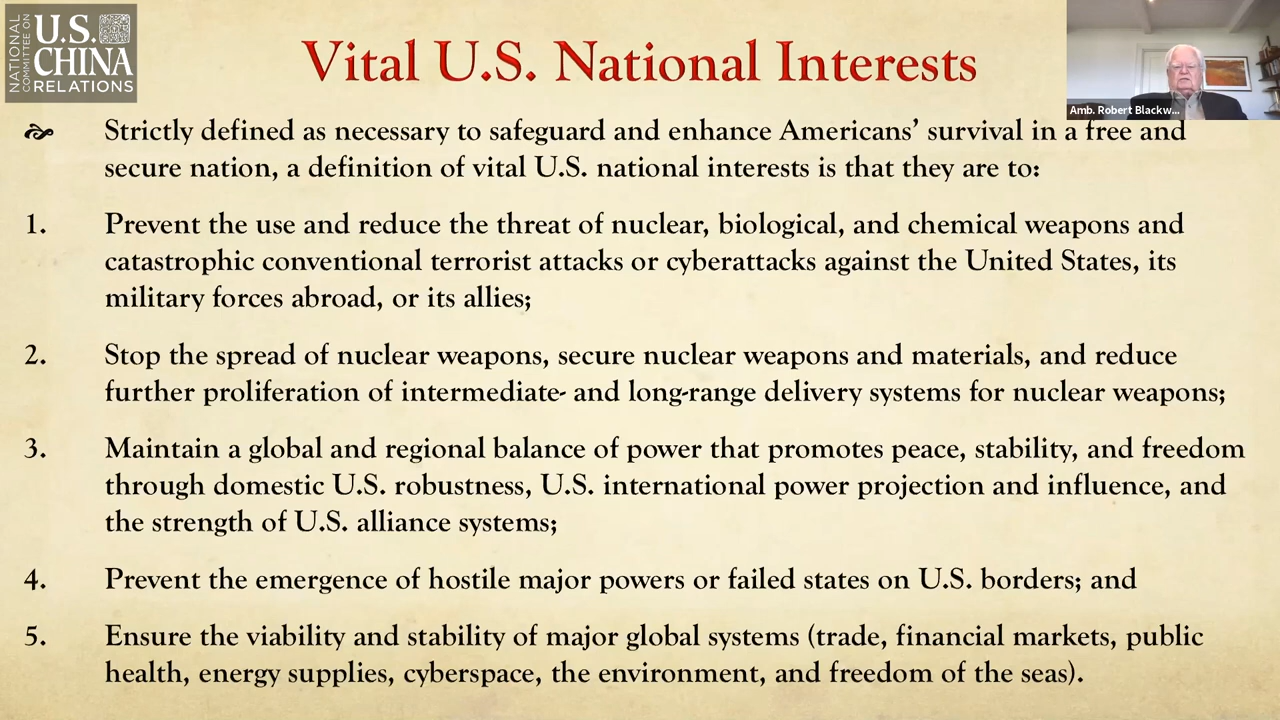 NATIONAL
COMMITTEE ON
U.S.
CHINA
RELATIONS
Vital U.S. National Interests
Amb. Robert Blackw...
Strictly defined as necessary to safeguard and enhance Americans’ survival in a free and
secure nation, a definition of vital U.S. national interests is that they are to:
1. Prevent the use and reduce the threat of nuclear, biological, and chemical weapons and
catastrophic conventional terrorist attacks or cyberattacks against the United States, its
military forces abroad, or its allies;
2. Stop the spread of nuclear weapons, secure nuclear weapons and materials, and reduce
further proliferation of intermediate- and long-range delivery systems for nuclear weapons;
3. Maintain a global and regional balance of power that promotes peace, stability, and freedom
through domestic U.S. robustness, U.S. international power projection and influence, and
the strength of U.S. alliance systems;
4. Prevent the emergence of hostile major powers or failed states on U.S. borders; and
5. Ensure the viability and stability of major global systems (trade, financial markets, public
health, energy supplies, cyberspace, the environment, and freedom of the seas).